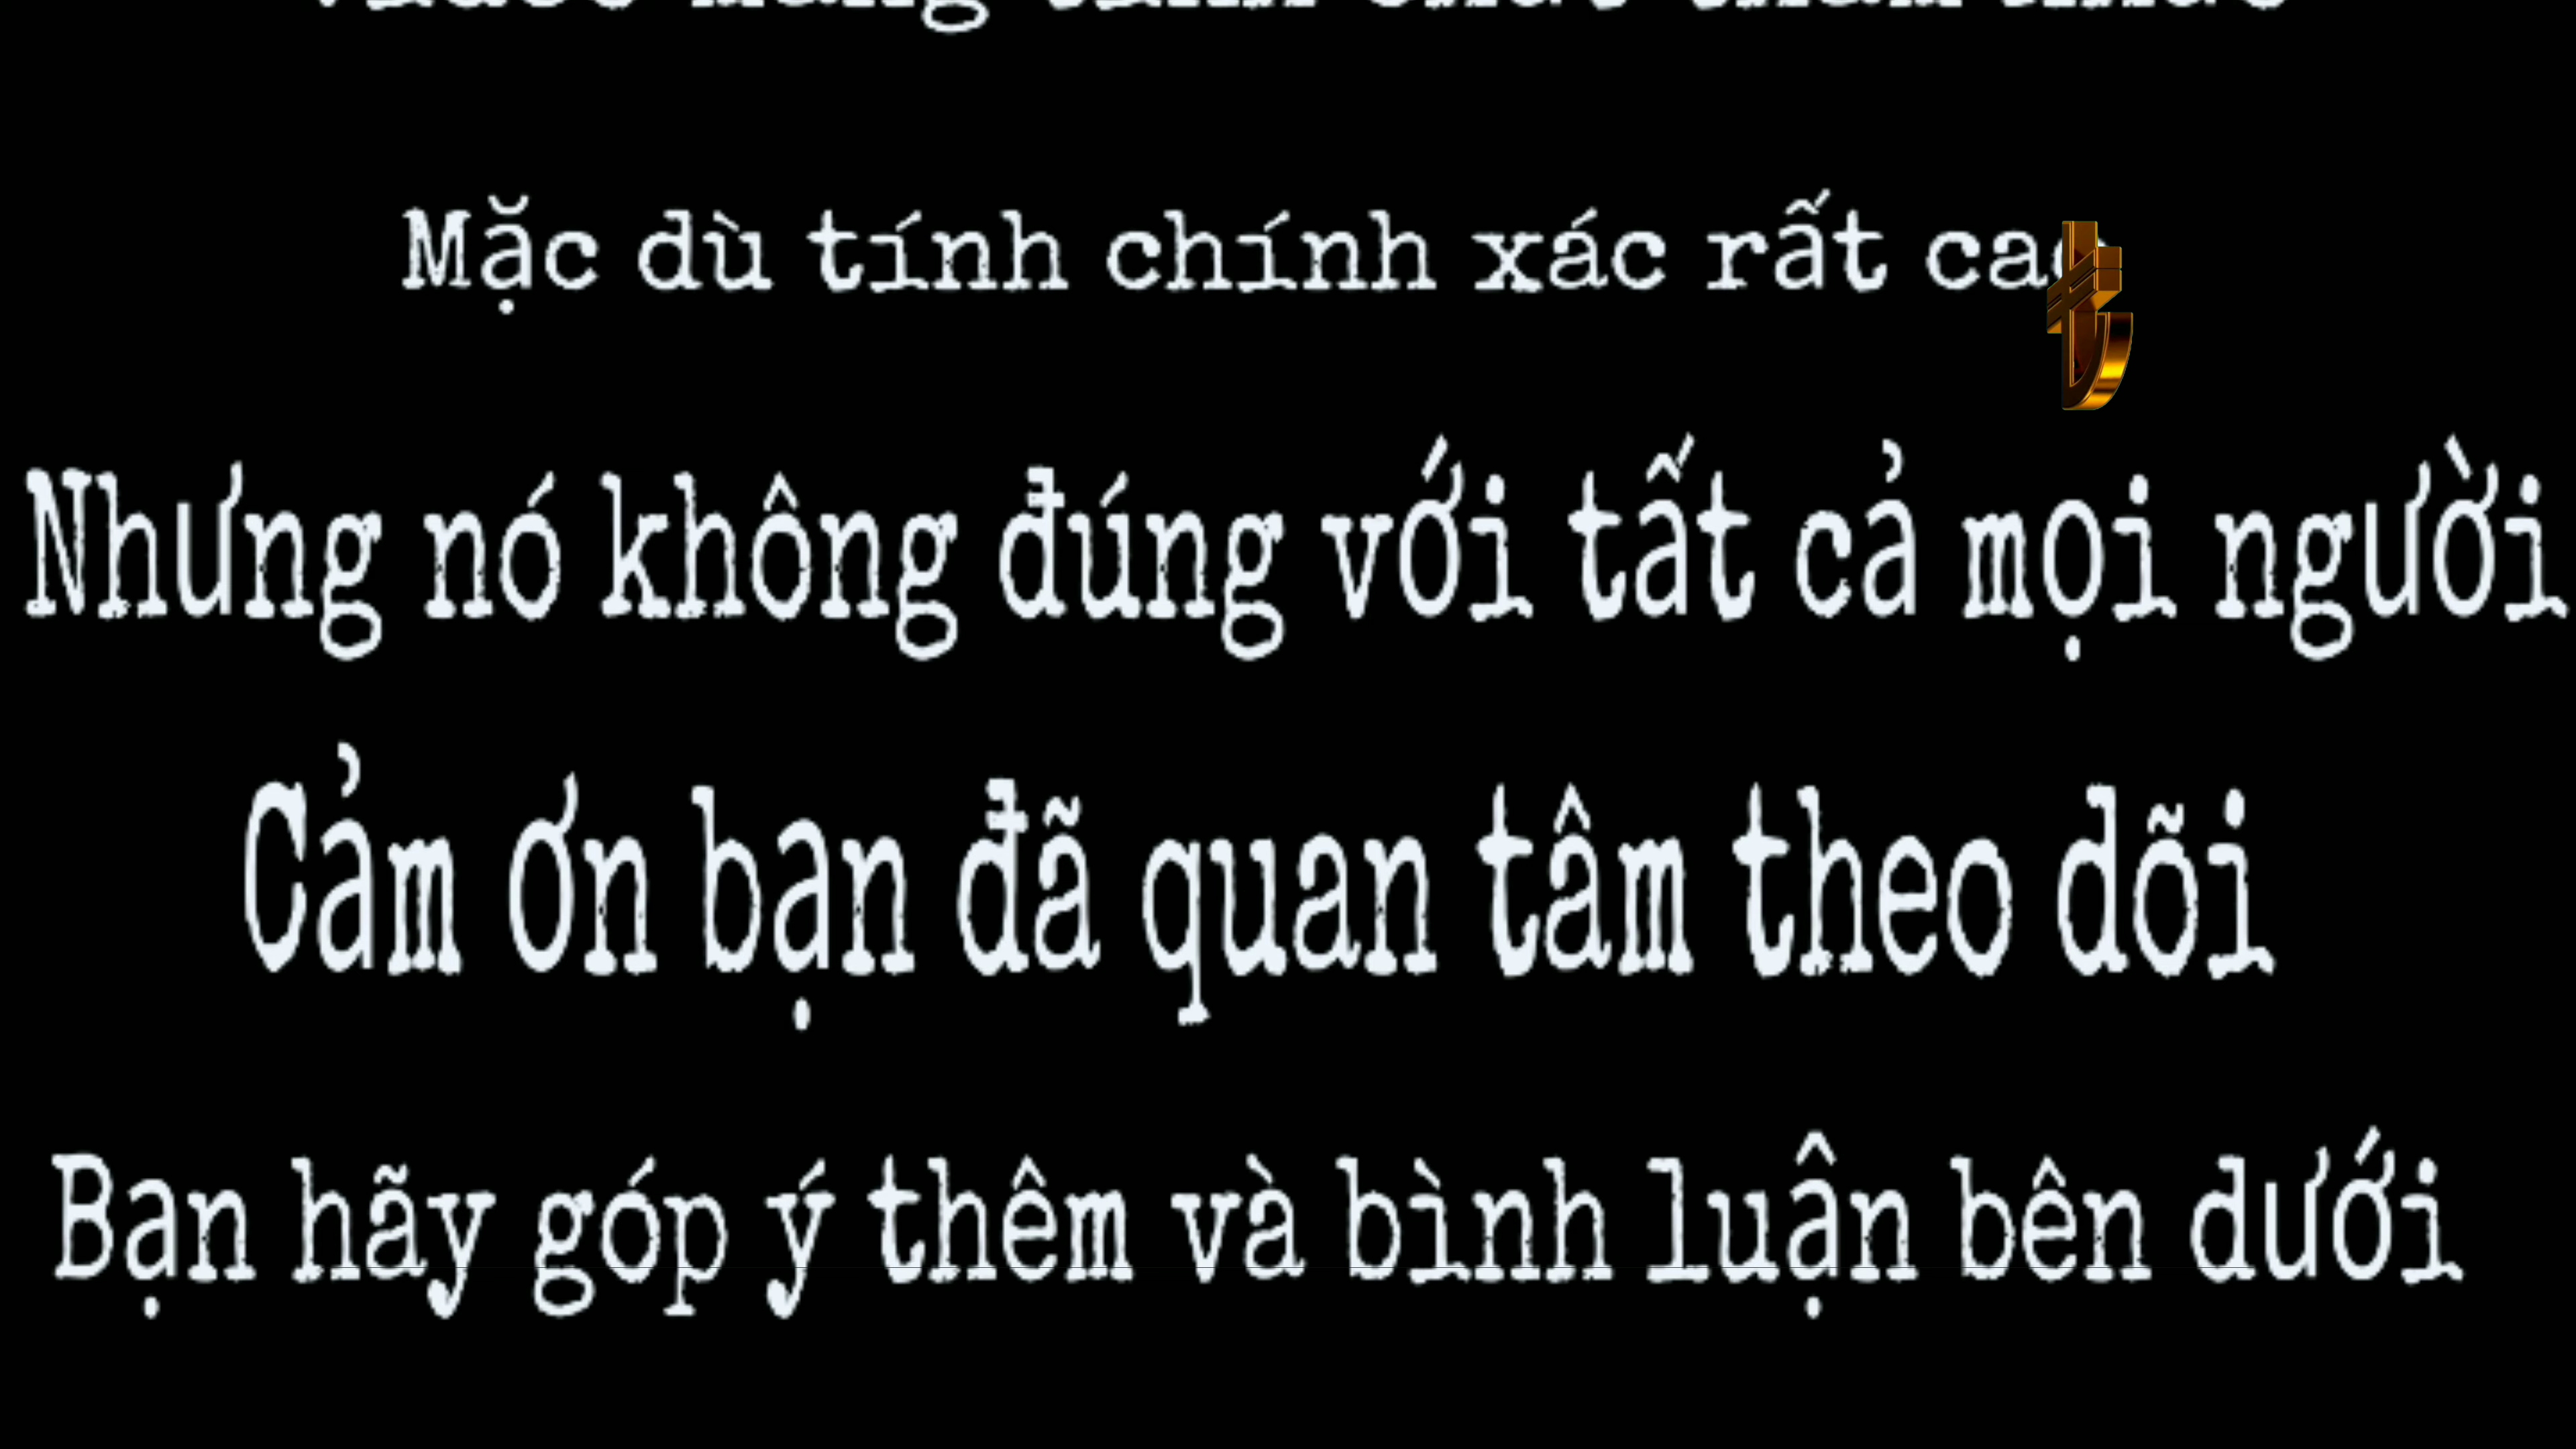 Mặc dù tính chính xác rất cao
Nhưng nó không đúng với tất cả mọi người
Cảm ơn bạn đã quan tâm theo dõi
Bạn hãy góp ý thêm và bình luận bên dưới